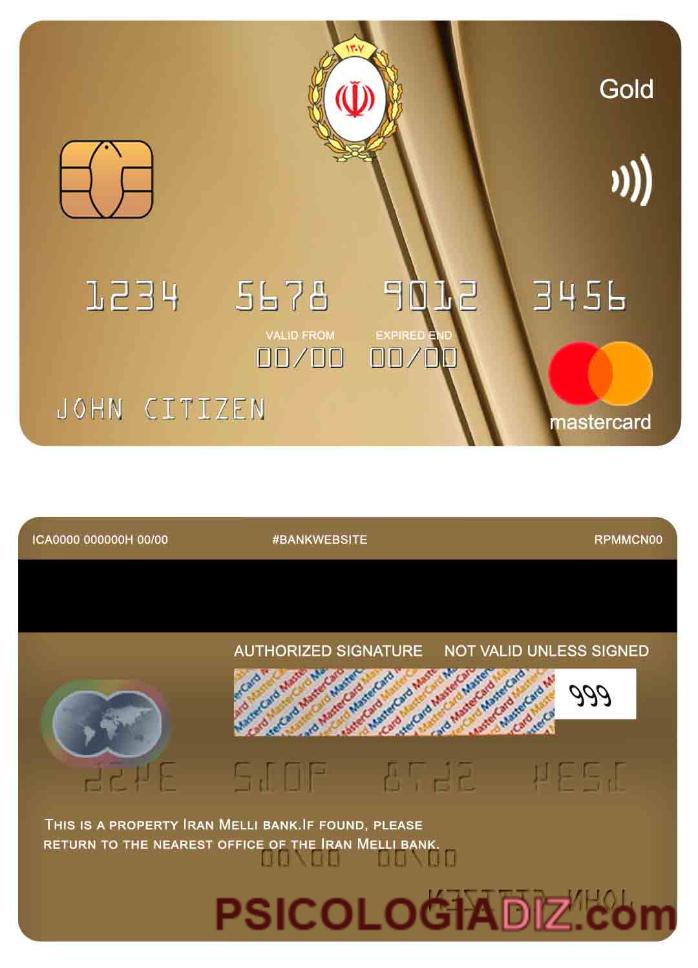 ۱۳۰۷
Gold
1234 5678 9012 3456
VALID FROM EXPIRED END
00/00 00/00
JOHN CITIZEN
mastercard
ICA0000 000000H 00/00 #BANKWEBSITE RPMMCN00
AUTHORIZED SIGNATURE NOT VALID UNLESS SIGNED
MasterCard MasterCard MasterCard
999
THIS IS A PROPERTY IRAN MELLI BANK.IF FOUND, PLEASE
RETURN TO THE NEAREST OFFICE OF THE IRAN MELLI BANK.
PSICOLOGIADIZ.com